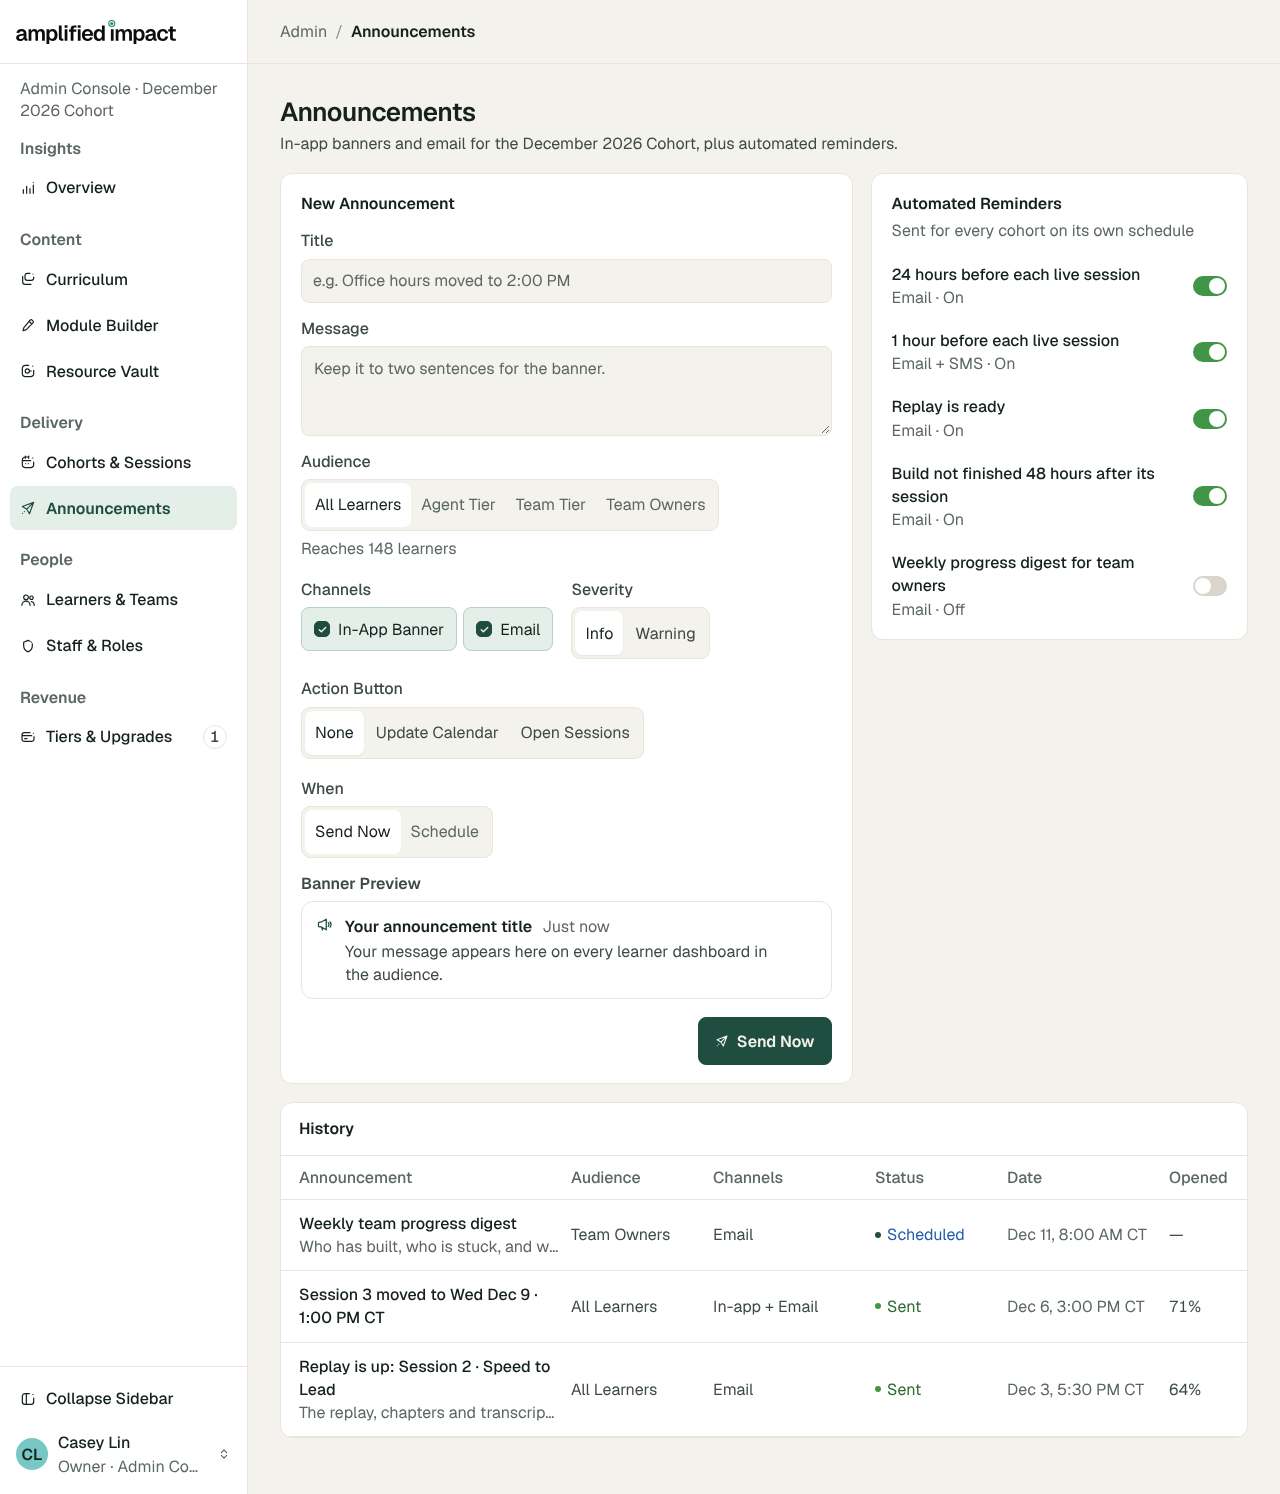 amplified impact
Admin Console · December
2026 Cohort
Insights
Overview
Content
Curriculum
Module Builder
Resource Vault
Delivery
Cohorts & Sessions
Announcements
People
Learners & Teams
Staff & Roles
Revenue
Tiers & Upgrades 1
Collapse Sidebar
CL
Casey Lin
Owner · Admin Co...
Admin / Announcements
Announcements
In-app banners and email for the December 2026 Cohort, plus automated reminders.
New Announcement
Title
e.g. Office hours moved to 2:00 PM
Message
Keep it to two sentences for the banner.
Audience
All Learners Agent Tier Team Tier Team Owners
Reaches 148 learners
Channels
In-App Banner Email
Severity
Info Warning
Action Button
None Update Calendar Open Sessions
When
Send Now Schedule
Banner Preview
Your announcement title Just now
Your message appears here on every learner dashboard in
the audience.
Send Now
Automated Reminders
Sent for every cohort on its own schedule
24 hours before each live session
Email · On
1 hour before each live session
Email + SMS · On
Replay is ready
Email · On
Build not finished 48 hours after its
session
Email · On
Weekly progress digest for team
owners
Email · Off
History
Announcement Audience Channels Status Date Opened
Weekly team progress digest
Who has built, who is stuck, and w...
Team Owners Email Scheduled Dec 11, 8:00 AM CT —
Session 3 moved to Wed Dec 9 ·
1:00 PM CT
All Learners In-app + Email Sent Dec 6, 3:00 PM CT 71%
Replay is up: Session 2 · Speed to
Lead
The replay, chapters and transcrip...
All Learners Email Sent Dec 3, 5:30 PM CT 64%